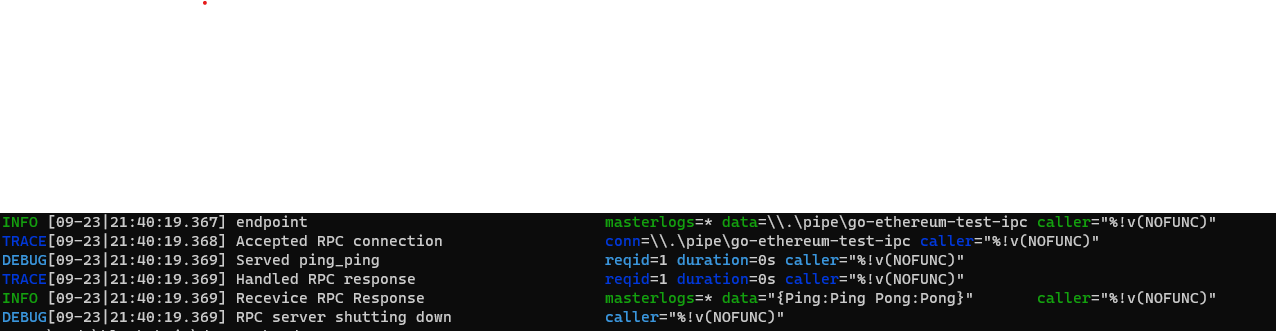 INFO [09-23|21:40:19.367] endpoint masterlogs=* data=\\.\pipe\go-ethereum-test-ipc caller="%!v(NOFUNC)"
TRACE[09-23|21:40:19.368] Accepted RPC connection conn=\\.\pipe\go-ethereum-test-ipc caller="%!v(NOFUNC)"
DEBUG[09-23|21:40:19.369] Served ping_ping reqid=1 duration=0s caller="%!v(NOFUNC)"
TRACE[09-23|21:40:19.369] Handled RPC response reqid=1 duration=0s caller="%!v(NOFUNC)"
INFO [09-23|21:40:19.369] Recevice RPC Response masterlogs=* data="{Ping:Ping Pong:Pong}" caller="%!v(NOFUNC)"
DEBUG[09-23|21:40:19.369] RPC server shutting down caller="%!v(NOFUNC)"